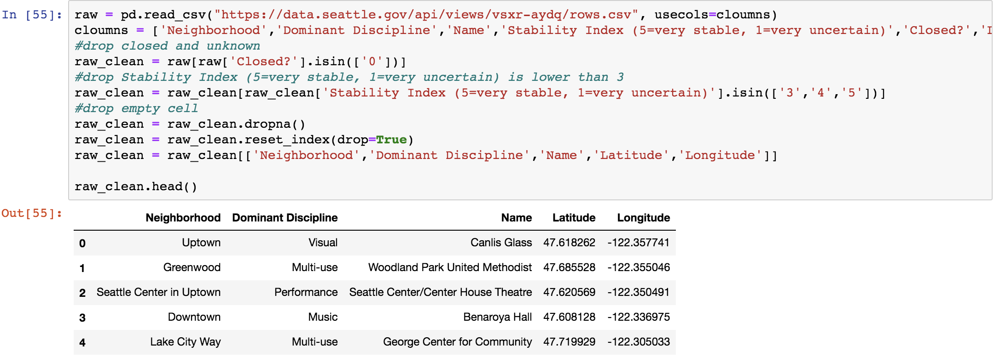 In [55]: raw = pd.read_csv("https://data.seattle.gov/api/views/vsxr-aydq/rows.csv", usecols=cloumns)
cloumns = ['Neighborhood','Dominant Discipline','Name','Stability Index (5=very stable, 1=very uncertain)','Closed?','
#drop closed and unknown
raw_clean = raw[raw['Closed?'].isin(['0'])]
#drop Stability Index (5=very stable, 1=very uncertain) is lower than 3
raw_clean = raw_clean[raw_clean['Stability Index (5=very stable, 1=very uncertain)'].isin(['3','4','5'])]
#drop empty cell
raw_clean = raw_clean.dropna()
raw_clean = raw_clean.reset_index(drop=True)
raw_clean = raw_clean[['Neighborhood','Dominant Discipline','Name','Latitude','Longitude']]
raw_clean.head()
Out[55]:
Neighborhood Dominant Discipline Name Latitude Longitude
0 Uptown Visual Canlis Glass 47.618262 -122.357741
1 Greenwood Multi-use Woodland Park United Methodist 47.685528 -122.355046
2 Seattle Center in Uptown Performance Seattle Center/Center House Theatre 47.620569 -122.350491
3 Downtown Music Benaroya Hall 47.608128 -122.336975
4 Lake City Way Multi-use George Center for Community 47.719929 -122.305033